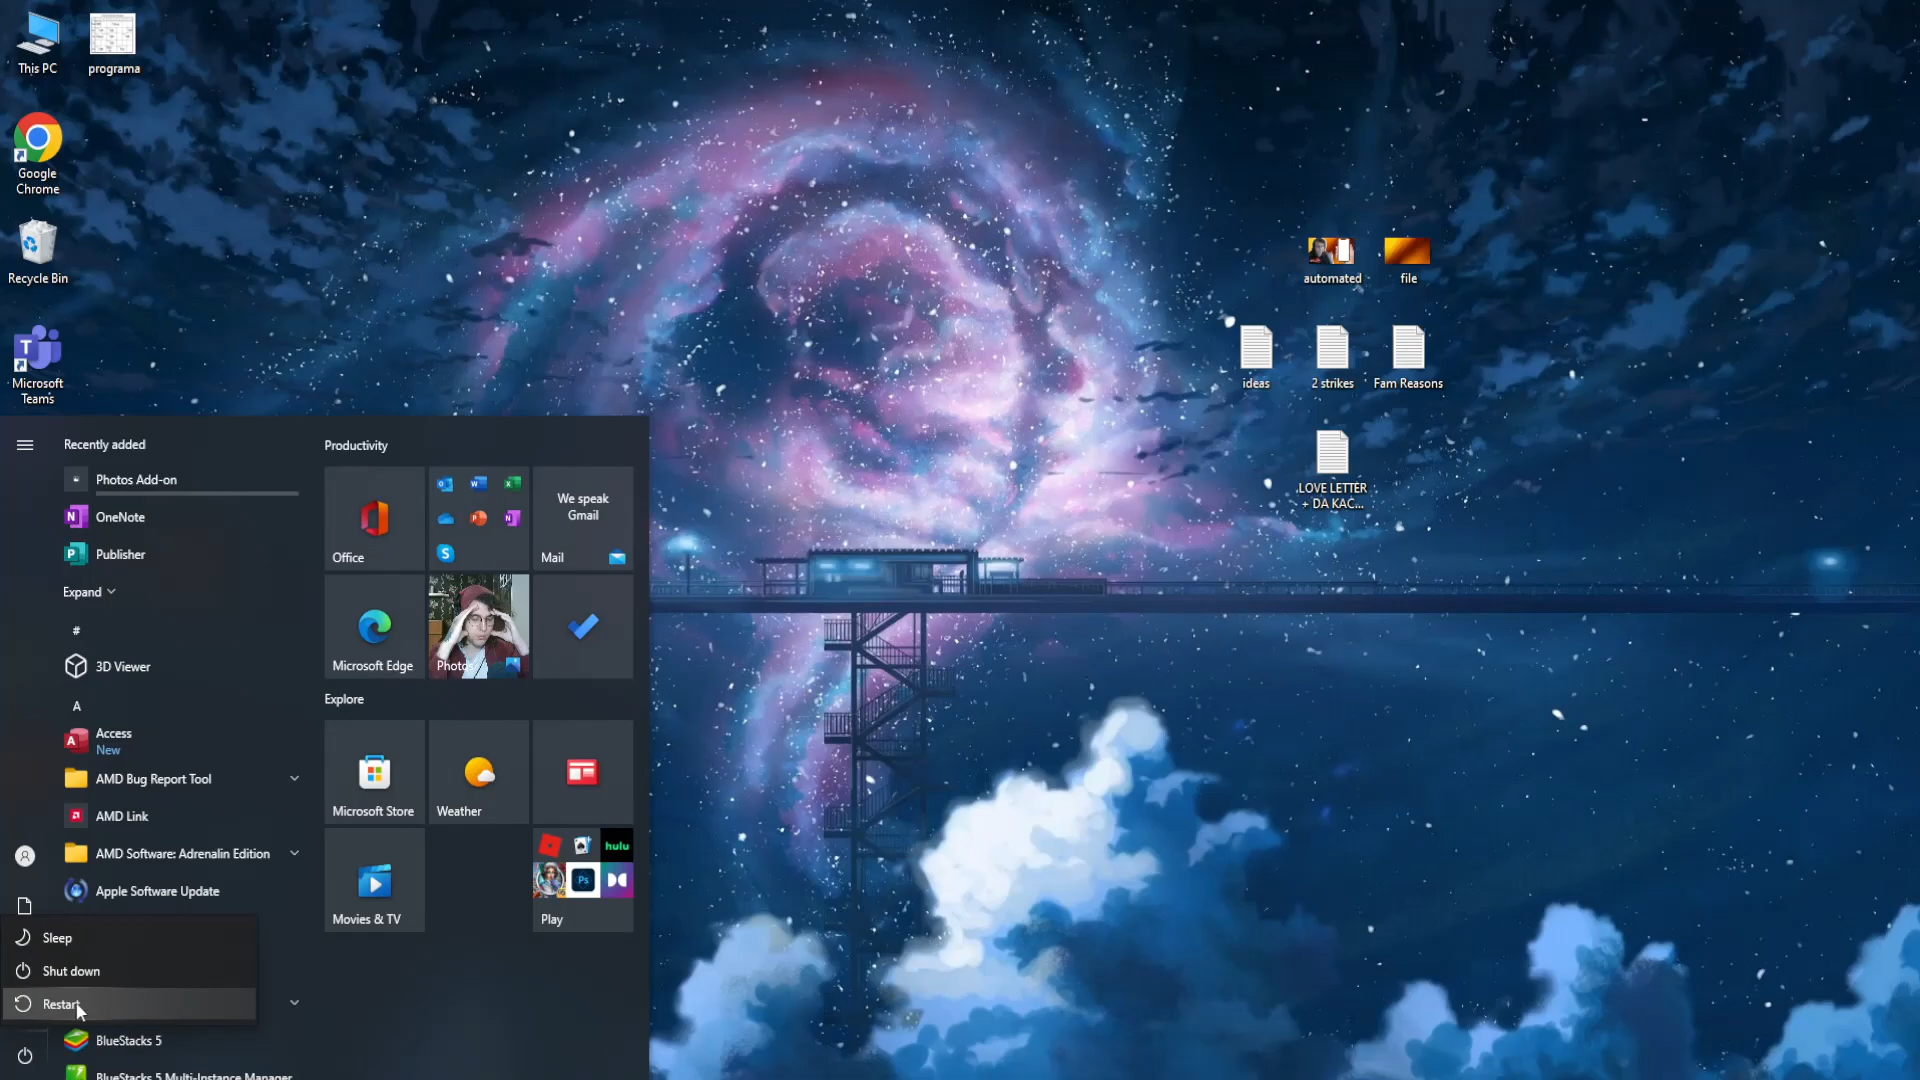 This PC
programa
Google
Chrome
Recycle Bin
Microsoft
Teams
automated
file
ideas
2 strikes
Fam Reasons
LOVE LETTER
+ DA KAC...
Recently added
Photos Add-on
OneNote
Publisher
Expand
#
3D Viewer
A
Access
New
AMD Bug Report Tool
AMD Link
AMD Software: Adrenalin Edition
Apple Software Update
Sleep
Shut down
Restart
BlueStacks 5
BlueStacks 5 Multi-Instance Manager
Productivity
Office
We speak
Gmail
Mail
Microsoft Edge
Photos
Explore
Microsoft Store
Weather
Movies & TV
hulu
Ps
Play